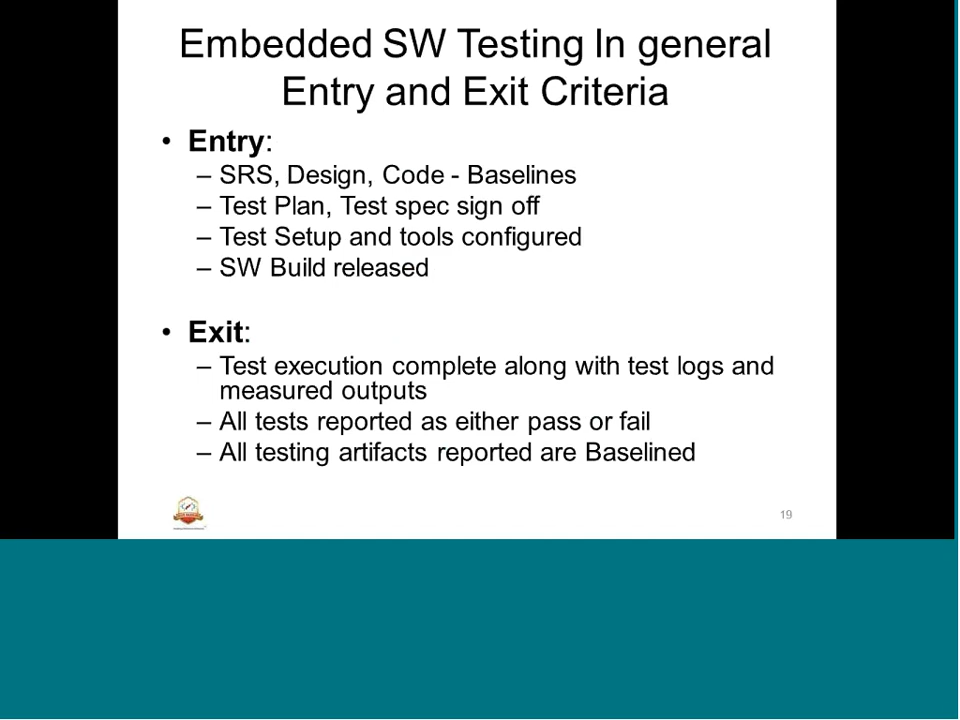 Embedded SW Testing In general
Entry and Exit Criteria
• Entry:
– SRS, Design, Code - Baselines
– Test Plan, Test spec sign off
– Test Setup and tools configured
– SW Build released
• Exit:
– Test execution complete along with test logs and
measured outputs
– All tests reported as either pass or fail
– All testing artifacts reported are Baselined
19